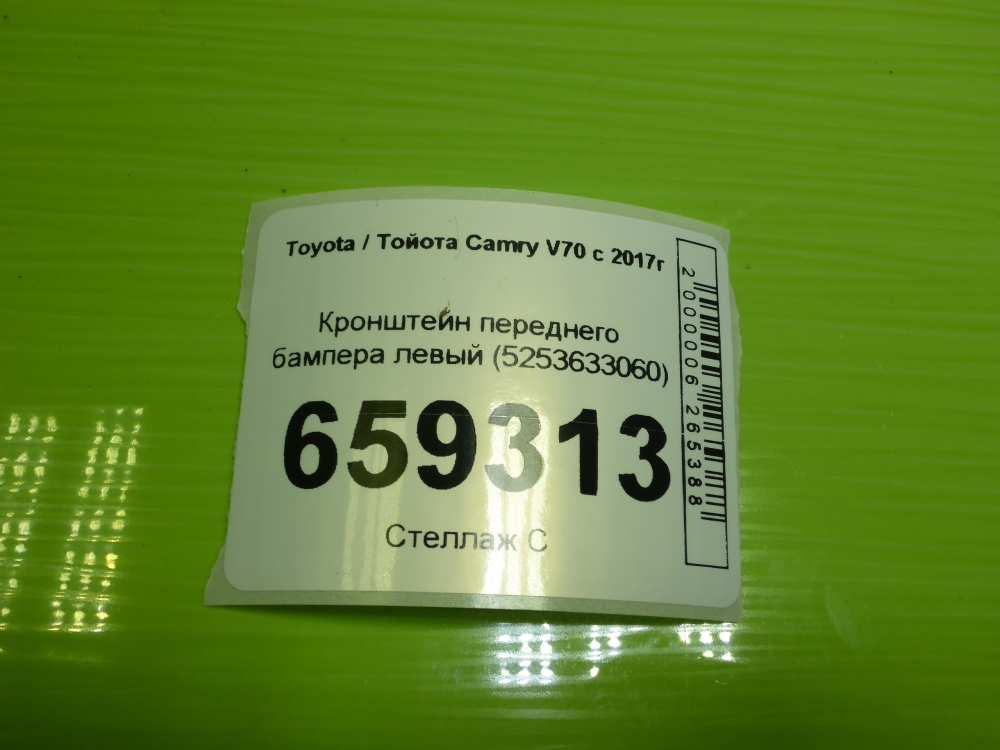 Toyota / Тойота Camry V70 с 2017г
Кронштейн переднего
бампера левый (5253633060)
659313
Стеллаж С
2000006265388